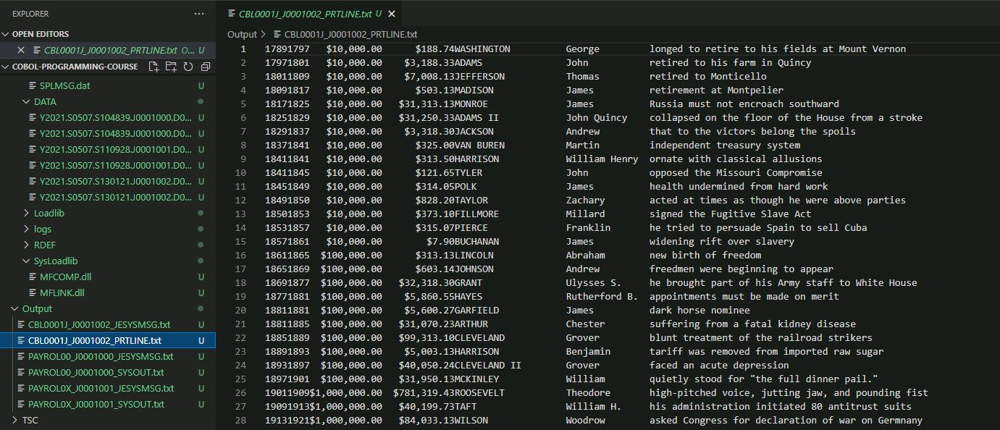 EXPLORER ...
OPEN EDITORS
CBL0001J_J0001002_PRTLINE.txt O... U
COBOL-PROGRAMMING-COURSE
SPLMSG.dat U
DATA
Y2021.S0507.S104839.J0001000.D0... U
Y2021.S0507.S104839.J0001000.D0... U
Y2021.S0507.S110928.J0001001.D0... U
Y2021.S0507.S110928.J0001001.D0... U
Y2021.S0507.S130121.J0001002.D0... U
Y2021.S0507.S130121.J0001002.D0... U
Loadlib
logs
RDEF
SysLoadlib
MFCOMP.dll U
MFLINK.dll U
Output
CBL0001J_J0001002_JESYSMSG.txt U
CBL0001J_J0001002_PRTLINE.txt U
PAYROL00_J0001000_JESYSMSG.txt U
PAYROL00_J0001000_SYSOUT.txt U
PAYROL0X_J0001001_JESYSMSG.txt U
PAYROL0X_J0001001_SYSOUT.txt U
TSC
CBL0001J_J0001002_PRTLINE.txt U
Output > CBL0001J_J0001002_PRTLINE.txt
1 17891797 $10,000.00 $188.74WASHINGTON George longed to retire to his fields at Mount Vernon
2 17971801 $10,000.00 $3,188.33ADAMS John retired to his farm in Quincy
3 18011809 $10,000.00 $7,008.13JEFFERSON Thomas retired to Monticello
4 18091817 $10,000.00 $503.13MADISON James retirement at Montpelier
5 18171825 $10,000.00 $31,313.13MONROE James Russia must not encroach southward
6 18251829 $10,000.00 $31,250.33ADAMS II John Quincy collapsed on the floor of the House from a stroke
7 18291837 $10,000.00 $3,318.30JACKSON Andrew that to the victors belong the spoils
8 18371841 $10,000.00 $325.00VAN BUREN Martin independent treasury system
9 18411841 $10,000.00 $313.50HARRISON William Henry ornate with classical allusions
10 18411845 $10,000.00 $121.65TYLER John opposed the Missouri Compromise
11 18451849 $10,000.00 $314.05POLK James health undermined from hard work
12 18491850 $10,000.00 $828.20TAYLOR Zachary acted at times as though he were above parties
13 18501853 $10,000.00 $373.10FILLMORE Millard signed the Fugitive Slave Act
14 18531857 $10,000.00 $315.07PIERCE Franklin he tried to persuade Spain to sell Cuba
15 18571861 $10,000.00 $7.90BUCHANAN James widening rift over slavery
16 18611865 $100,000.00 $313.13LINCOLN Abraham new birth of freedom
17 18651869 $100,000.00 $603.14JOHNSON Andrew freedmen were beginning to appear
18 18691877 $100,000.00 $32,318.30GRANT Ulysses S. he brought part of his Army staff to White House
19 18771881 $100,000.00 $5,860.55HAYES Rutherford B. appointments must be made on merit
20 18811881 $100,000.00 $5,600.27GARFIELD James dark horse nominee
21 18811885 $100,000.00 $31,070.23ARTHUR Chester suffering from a fatal kidney disease
22 18851889 $100,000.00 $99,313.10CLEVELAND Grover blunt treatment of the railroad strikers
23 18891893 $100,000.00 $5,003.13HARRISON Benjamin tariff was removed from imported raw sugar
24 18931897 $100,000.00 $40,050.24CLEVELAND II Grover faced an acute depression
25 18971901 $100,000.00 $31,950.13MCKINLEY William quietly stood for "the full dinner pail."
26 19011909$1,000,000.00 $781,319.43ROOSEVELT Theodore high-pitched voice, jutting jaw, and pounding fist
27 19091913$1,000,000.00 $40,199.73TAFT William H. his administration initiated 80 antitrust suits
28 19131921$1,000,000.00 $84,033.13WILSON Woodrow asked Congress for declaration of war on Germnany